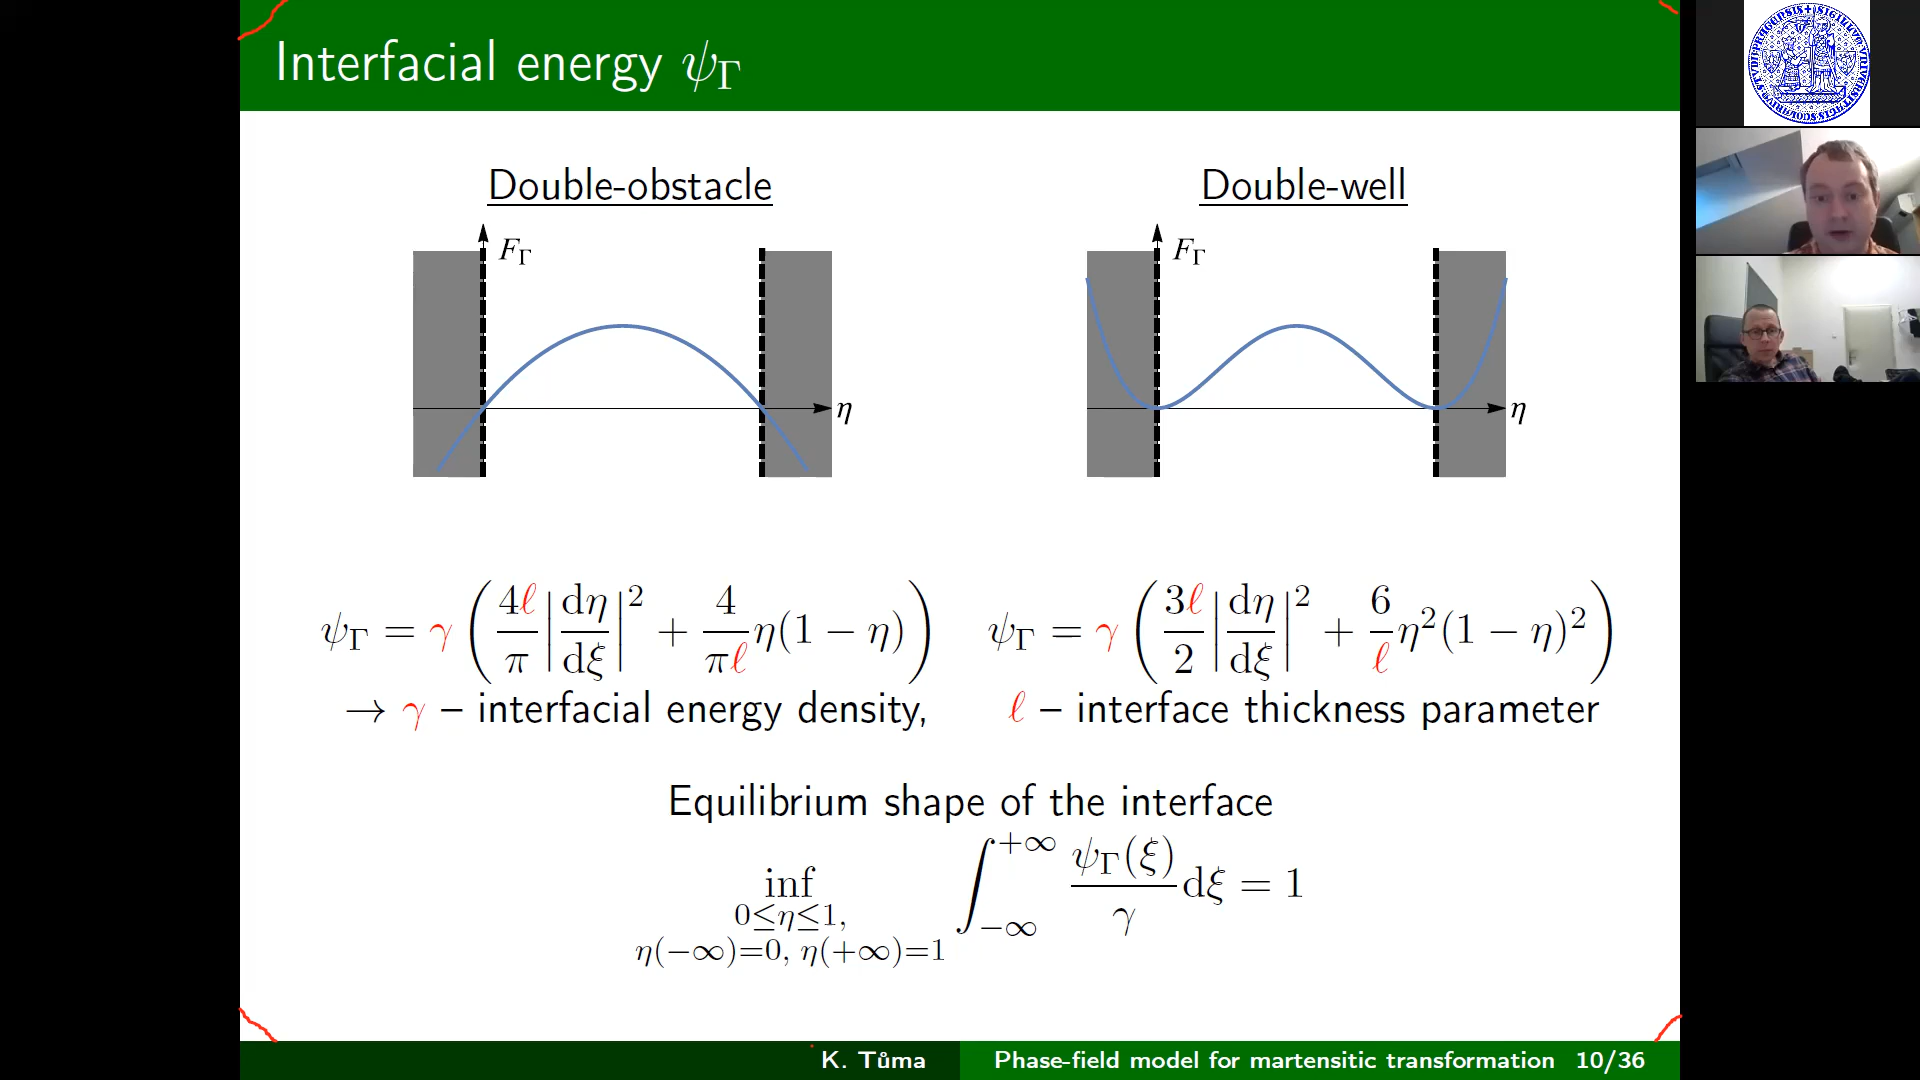 Interfacial energy ψ_Γ
Double-obstacle
F_Γ
η
Double-well
F_Γ
η
ψ_Γ = γ ( 4ℓ/π |dη/dξ|² + 4/(πℓ) η(1 − η) )
ψ_Γ = γ ( 3ℓ/2 |dη/dξ|² + 6/ℓ η²(1 − η)² )
→ γ – interfacial energy density, ℓ – interface thickness parameter
Equilibrium shape of the interface
inf 0≤η≤1, η(−∞)=0, η(+∞)=1 ∫_{−∞}^{+∞} ψ_Γ(ξ)/γ dξ = 1
K. Tůma Phase-field model for martensitic transformation 10/36